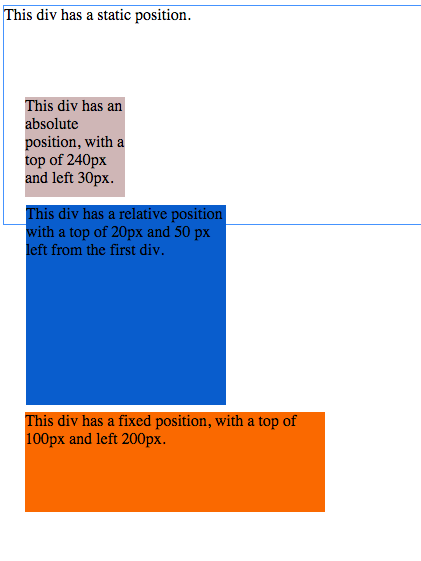 This div has a static position.
This div has an
absolute
position, with a
top of 240px
and left 30px.
This div has a relative position
with a top of 20px and 50 px
left from the first div.
This div has a fixed position, with a top of
100px and left 200px.